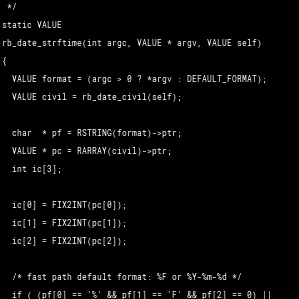 */
static VALUE
rb_date_strftime(int argc, VALUE * argv, VALUE self)
{
  VALUE format = (argc > 0 ? *argv : DEFAULT_FORMAT);
  VALUE civil = rb_date_civil(self);

  char  * pf = RSTRING(format)->ptr;
  VALUE * pc = RARRAY(civil)->ptr;
  int ic[3];

  ic[0] = FIX2INT(pc[0]);
  ic[1] = FIX2INT(pc[1]);
  ic[2] = FIX2INT(pc[2]);

  /* fast path default format: %F or %Y-%m-%d */
  if ( (pf[0] == '%' && pf[1] == 'F' && pf[2] == 0) ||